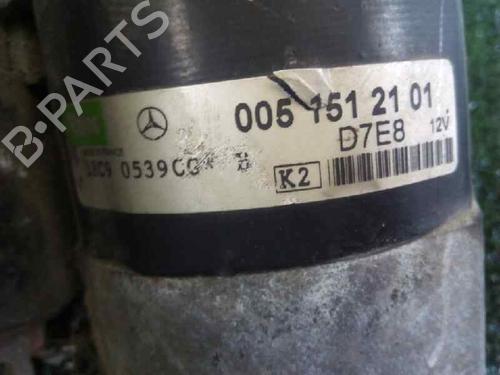 B-PARTS
005 151 21 01
D7E8 12V
0539CG* B
K2